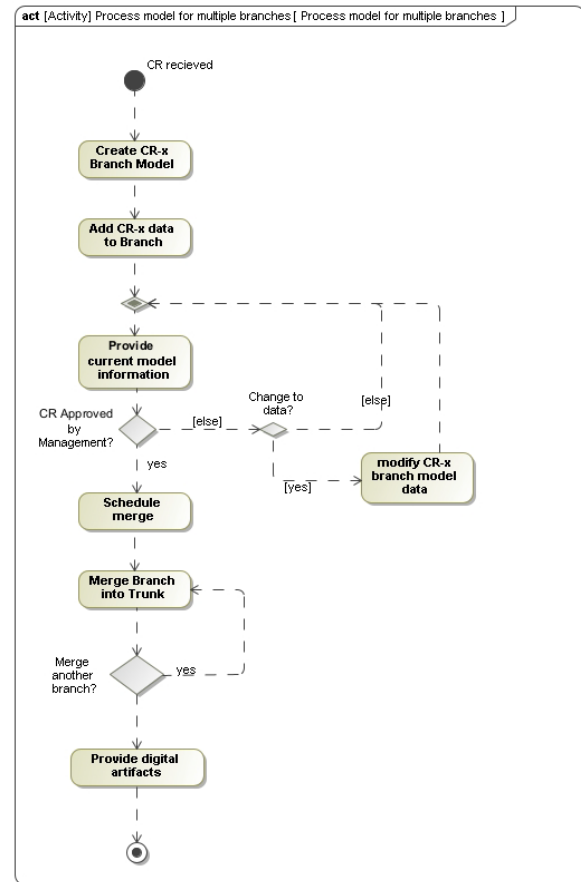 act [Activity] Process model for multiple branches [ Process model for multiple branches ]
CR recieved
Create CR-x
Branch Model
Add CR-x data
to Branch
Provide
current model
information
CR Approved
by
Management?
[else]
Change to
data?
[else]
yes
[yes]
modify CR-x
branch model
data
Schedule
merge
Merge Branch
into Trunk
Merge
another
branch?
yes
Provide digital
artifacts